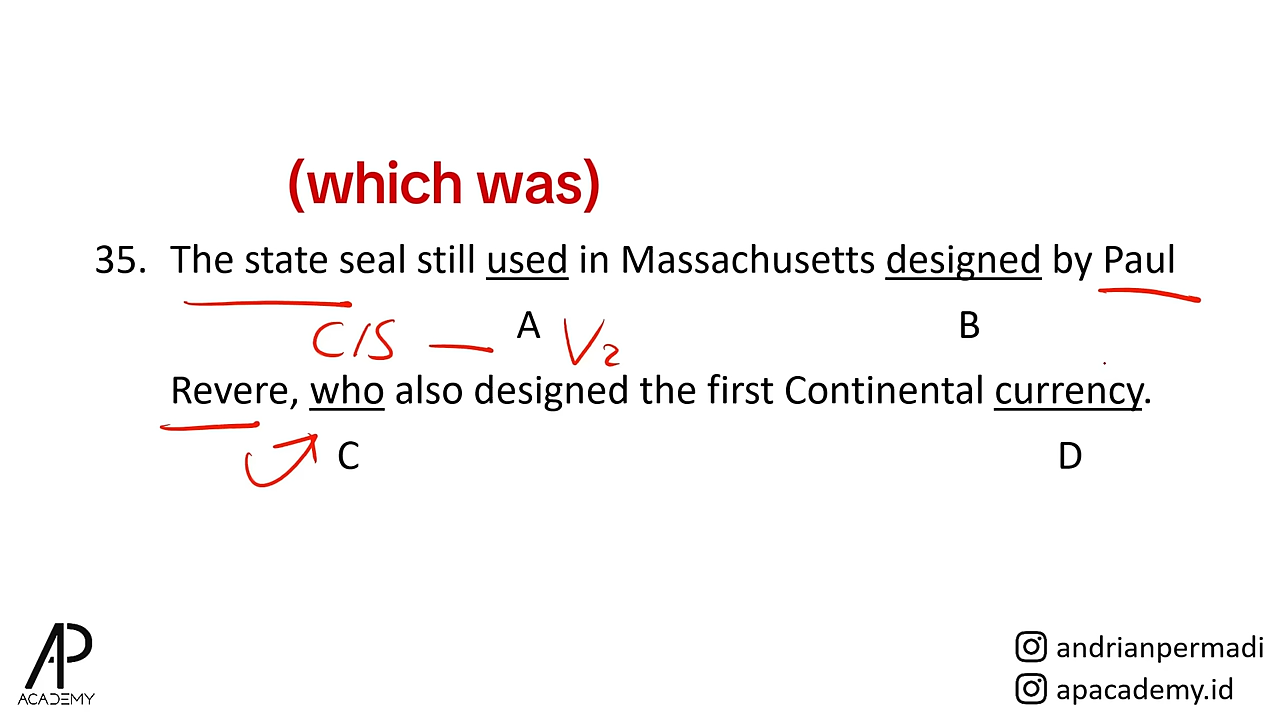 (which was)
35. The state seal still used in Massachusetts designed by Paul
C/S — A V2 B
Revere, who also designed the first Continental currency.
C D
AP
ACADEMY
andrianpermadi
apacademy.id